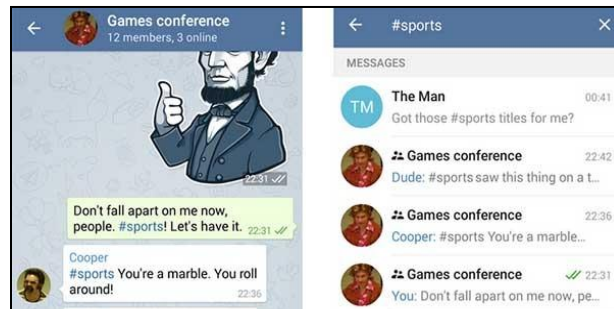 Games conference
12 members, 3 online
22:31
Don't fall apart on me now,
people. #sports! Let's have it. 22:31
Cooper
#sports You're a marble. You roll
around!
22:36
#sports
MESSAGES
TM
The Man 00:41
Got those #sports titles for me?
Games conference 22:42
Dude: #sports saw this thing on a t...
Games conference 22:36
Cooper: #sports You're a marble...
Games conference 22:31
You: Don't fall apart on me now, pe...